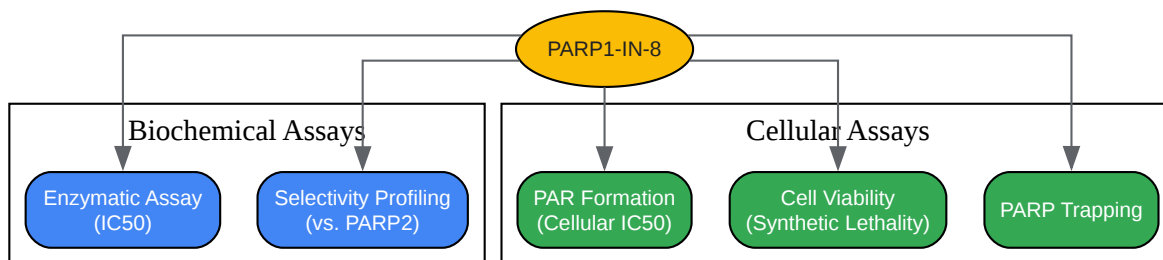 PARP1-IN-8
Biochemical Assays
Cellular Assays
Enzymatic Assay
(IC50)
Selectivity Profiling
(vs. PARP2)
PAR Formation
(Cellular IC50)
Cell Viability
(Synthetic Lethality)
PARP Trapping